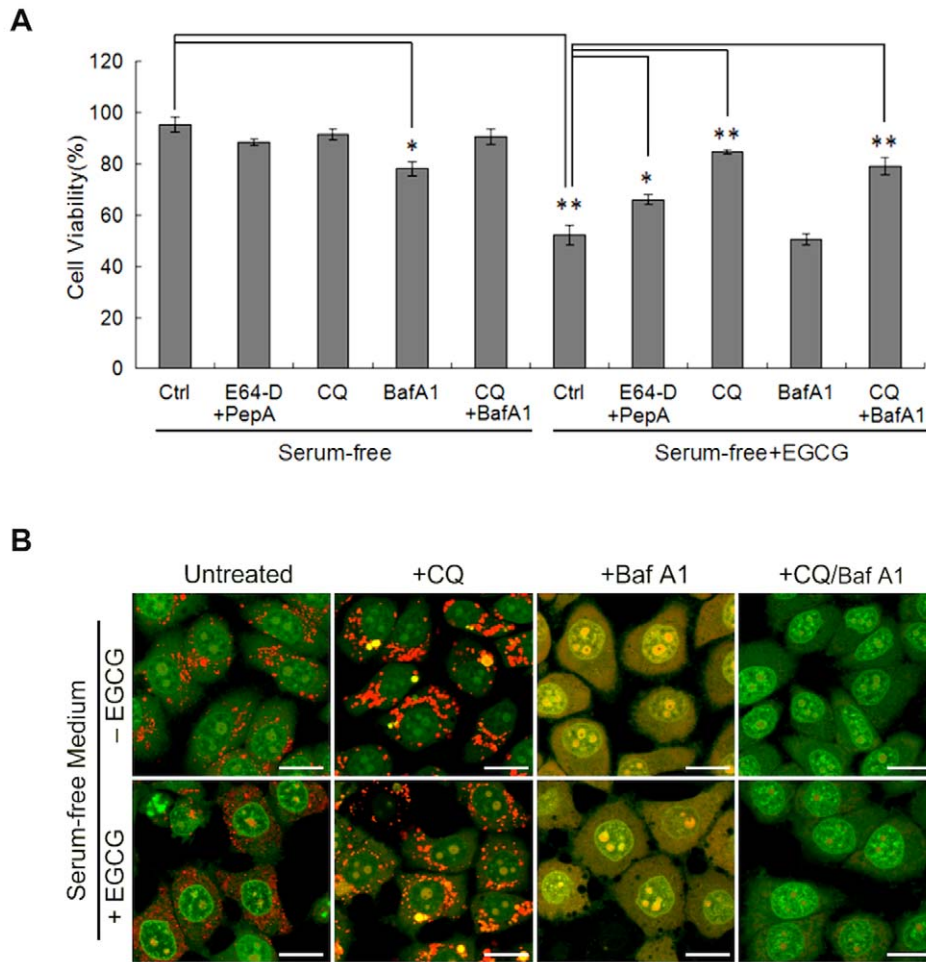 A
Cell Viability(%)
120
100
80
60
40
20
0
*
**
*
**
**
Ctrl
E64-D
+PepA
CQ
BafA1
CQ
+BafA1
Ctrl
E64-D
+PepA
CQ
BafA1
CQ
+BafA1
Serum-free
Serum-free+EGCG
B
Untreated
+CQ
+Baf A1
+CQ/Baf A1
Serum-free Medium
– EGCG
+ EGCG